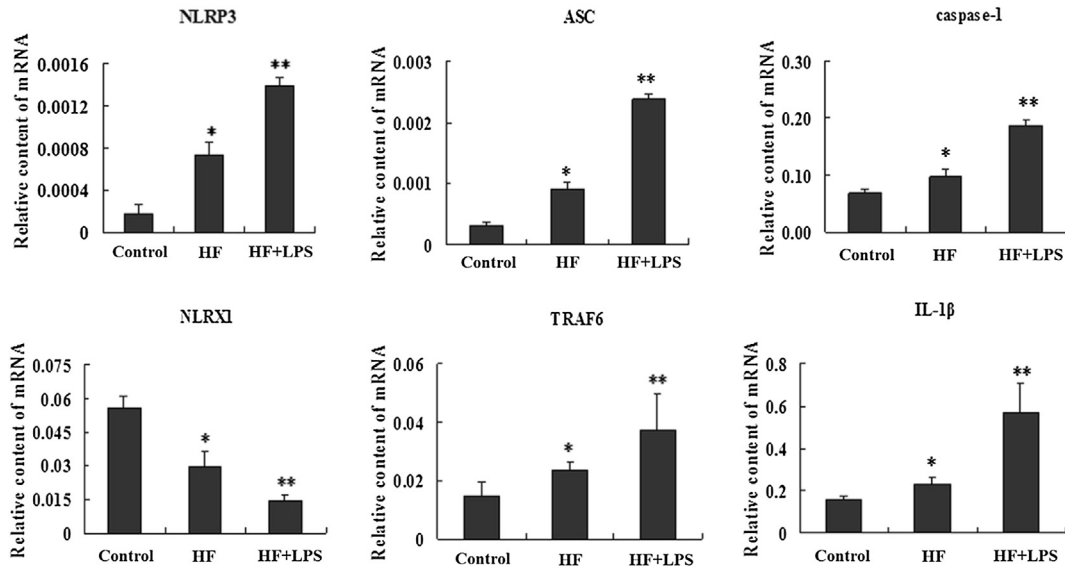 NLRP3
Relative content of mRNA
0.0016
0.0012
0.0008
0.0004
0
*
**
Control HF HF+LPS
ASC
Relative content of mRNA
0.003
0.002
0.001
0
*
**
Control HF HF+LPS
caspase-1
Relative content of mRNA
0.30
0.20
0.10
0.00
*
**
Control HF HF+LPS
NLRX1
Relative content of mRNA
0.075
0.06
0.045
0.03
0.015
0
*
**
Control HF HF+LPS
TRAF6
Relative content of mRNA
0.06
0.04
0.02
0
*
**
Control HF HF+LPS
IL-1β
Relative content of mRNA
0.8
0.6
0.4
0.2
0
*
**
Control HF HF+LPS